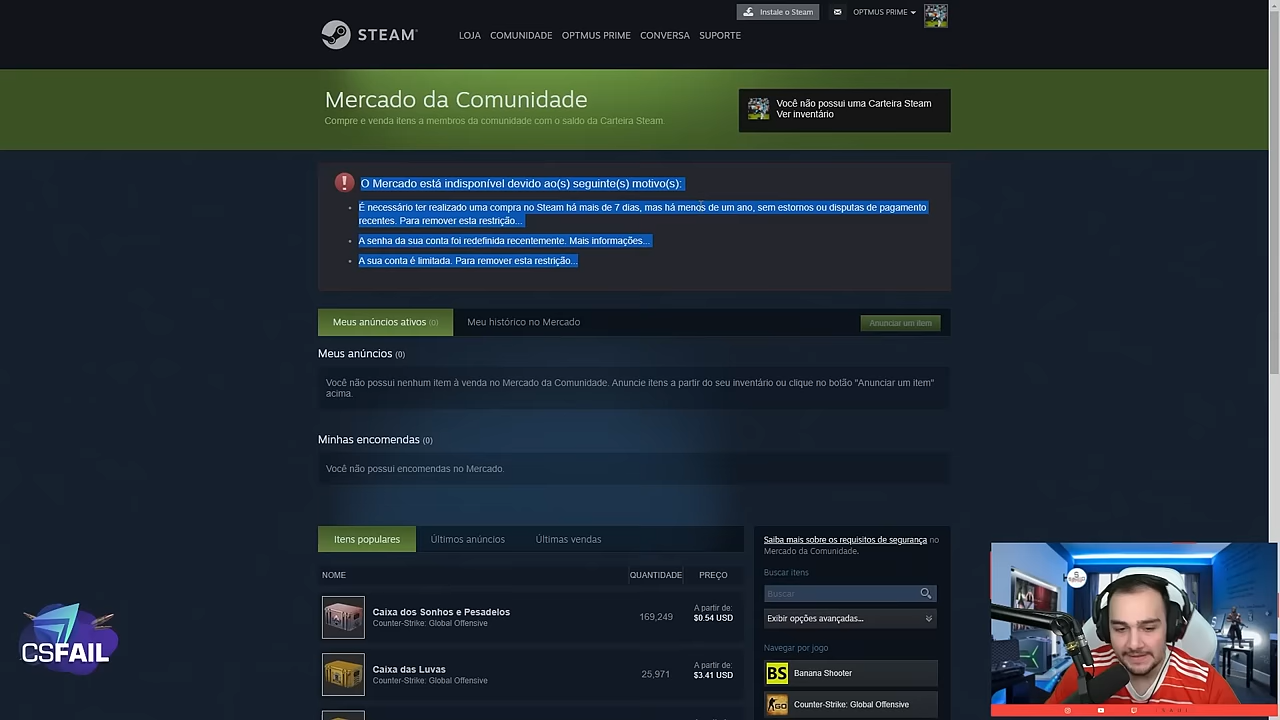 Instale o Steam
OPTMUS PRIME
STEAM
LOJA COMUNIDADE OPTMUS PRIME CONVERSA SUPORTE
Mercado da Comunidade
Compre e venda itens a membros da comunidade com o saldo da Carteira Steam.
Você não possui uma Carteira Steam
Ver inventário
O Mercado está indisponível devido ao(s) seguinte(s) motivo(s):
É necessário ter realizado uma compra no Steam há mais de 7 dias, mas há menos de um ano, sem estornos ou disputas de pagamento
recentes. Para remover esta restrição...
A senha da sua conta foi redefinida recentemente. Mais informações...
A sua conta é limitada. Para remover esta restrição...
Meus anúncios ativos (0)
Meu histórico no Mercado
Anunciar um item
Meus anúncios (0)
Você não possui nenhum item à venda no Mercado da Comunidade. Anuncie itens a partir do seu inventário ou clique no botão "Anunciar um item"
acima.
Minhas encomendas (0)
Você não possui encomendas no Mercado.
Itens populares
Últimos anúncios
Últimas vendas
NOME QUANTIDADE PREÇO
Caixa dos Sonhos e Pesadelos
Counter-Strike: Global Offensive
169,249
A partir de:
$0.54 USD
Caixa das Luvas
Counter-Strike: Global Offensive
25,971
A partir de:
$3.41 USD
Saiba mais sobre os requisitos de segurança no
Mercado da Comunidade.
Buscar itens
Buscar
Exibir opções avançadas...
Navegar por jogo
BS
Banana Shooter
GO
Counter-Strike: Global Offensive
CSFAIL